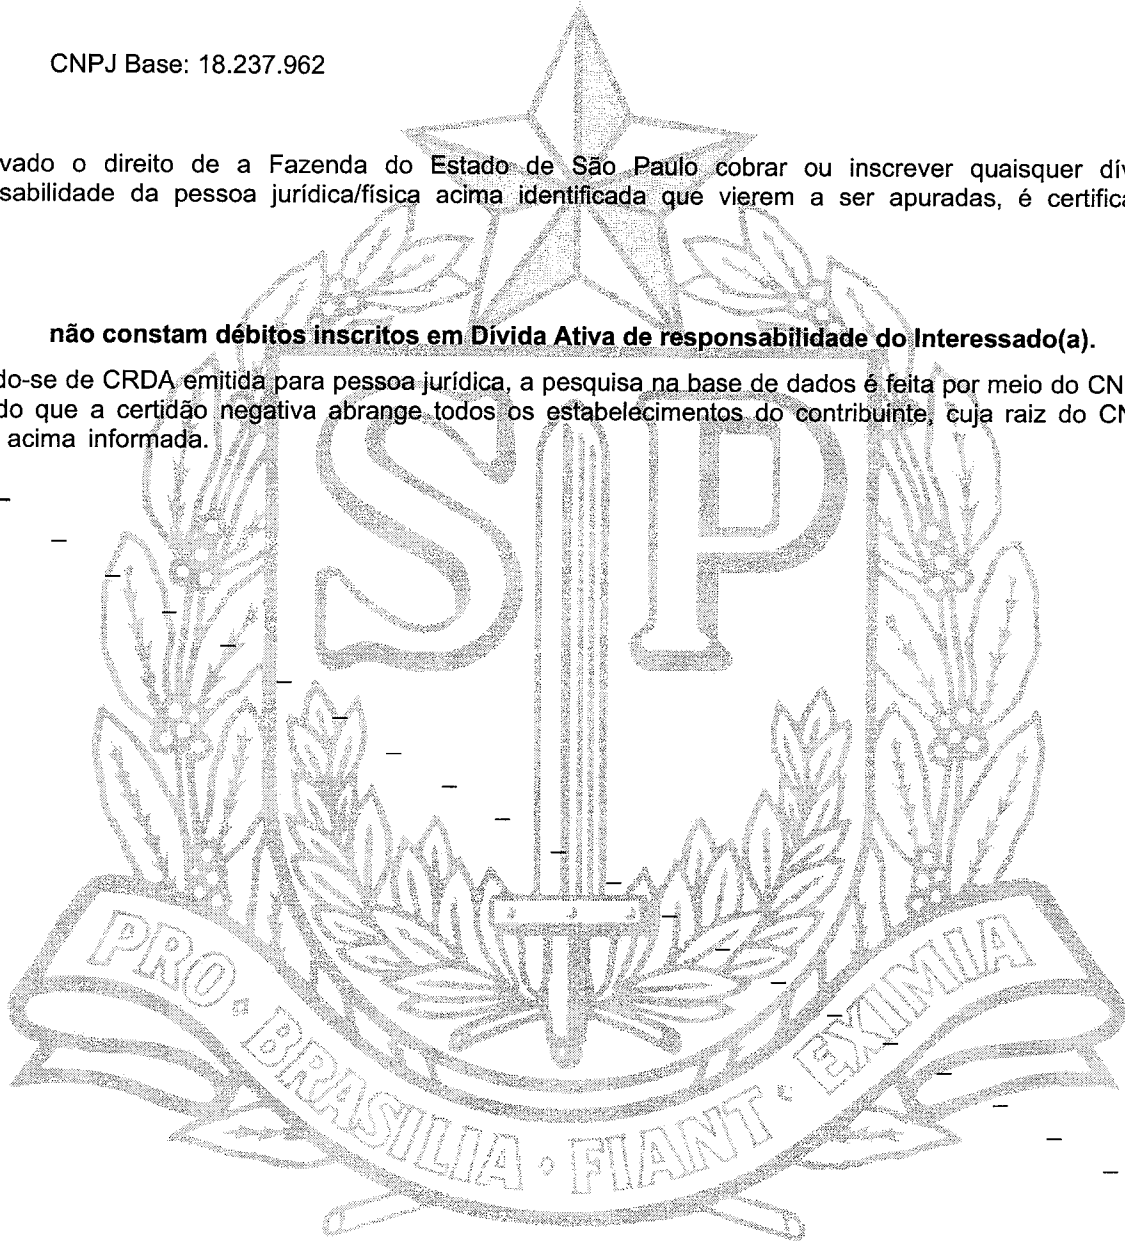 CNPJ Base: 18.237.962
vado o direito de a Fazenda do Estado de São Paulo cobrar ou inscrever quaisquer dív
sabilidade da pessoa jurídica/física acima identificada que vierem a ser apuradas, é certifica
não constam débitos inscritos em Dívida Ativa de responsabilidade do Interessado(a).
do-se de CRDA emitida para pessoa jurídica, a pesquisa na base de dados é feita por meio do CN
do que a certidão negativa abrange todos os estabelecimentos do contribuinte, cuja raiz do CN
acima informada.
SP
PRO · BRASILIA · FIANT · EXIMIA